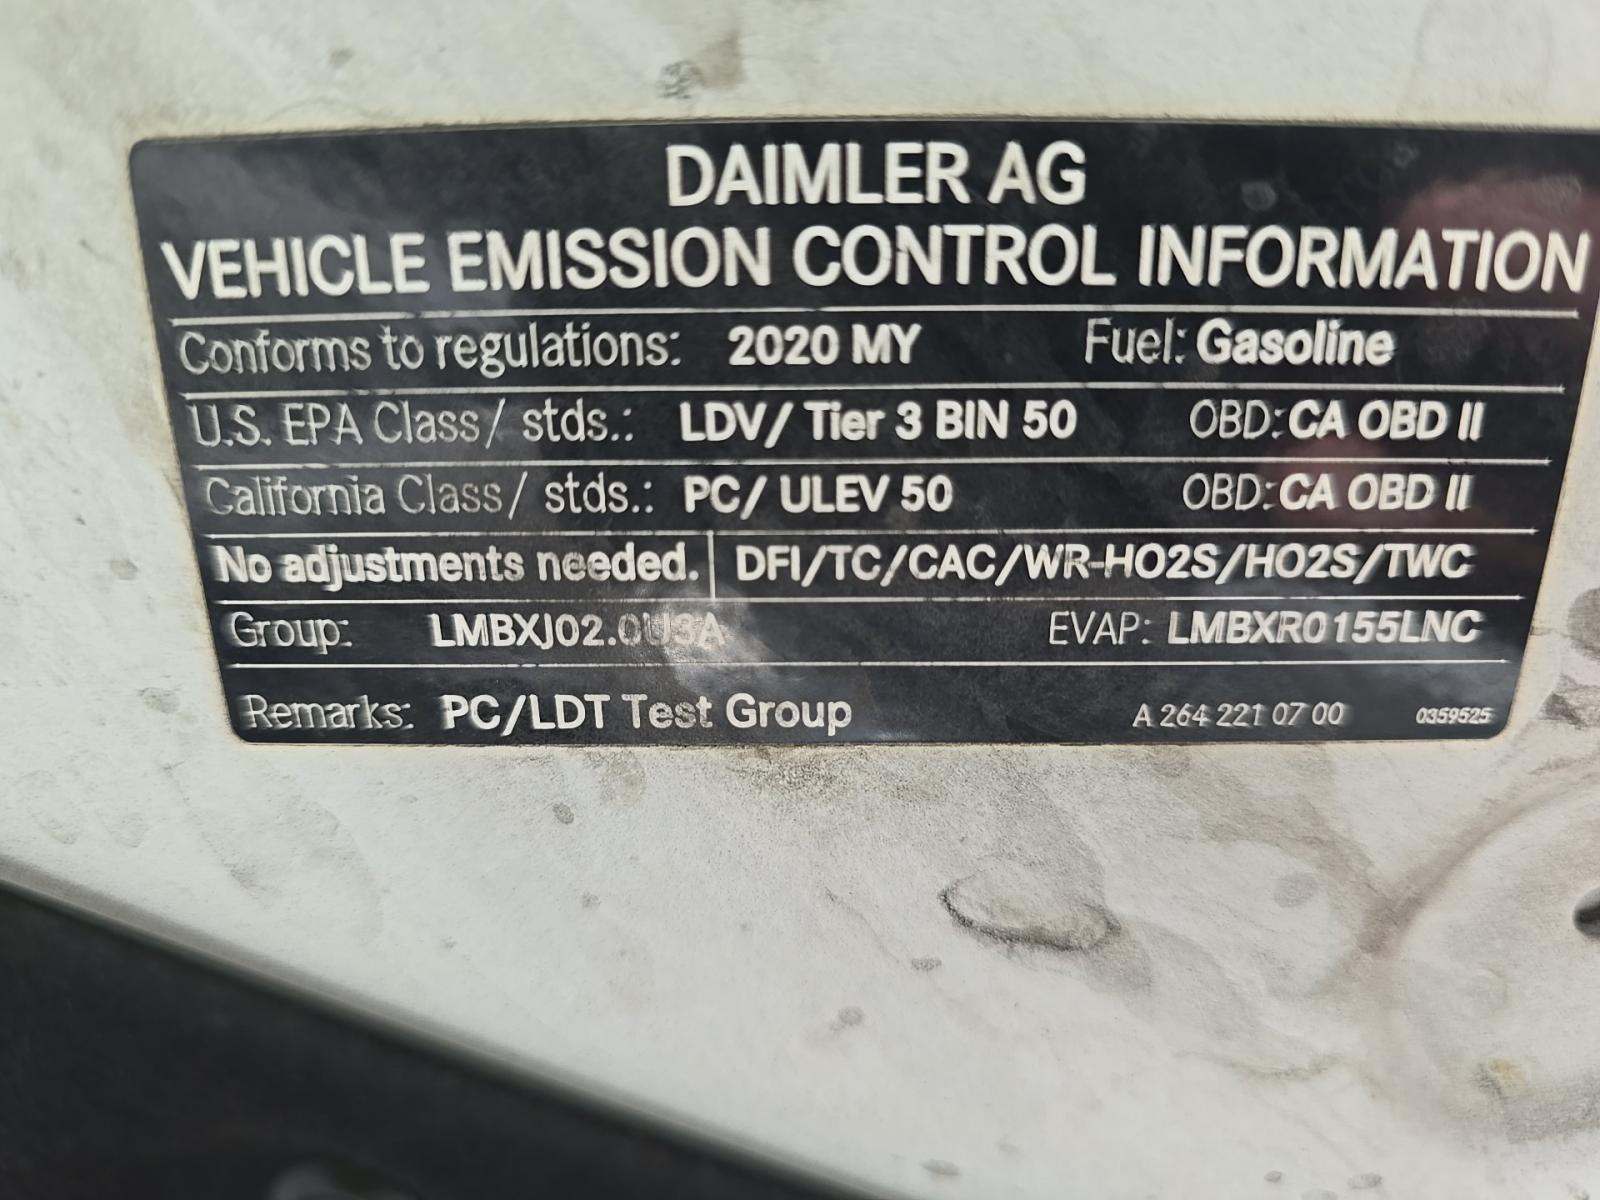 DAIMLER AG
VEHICLE EMISSION CONTROL INFORMATION
Conforms to regulations: 2020 MY Fuel: Gasoline
U.S. EPA Class/ stds.: LDV/ Tier 3 BIN 50 OBD: CA OBD II
California Class/ stds.: PC/ ULEV 50 OBD: CA OBD II
No adjustments needed. DFI/TC/CAC/WR-HO2S/HO2S/TWC
Group: LMBXJ02.0U3A EVAP: LMBXR0155LNC
Remarks: PC/LDT Test Group A 264 221 07 00 0359525